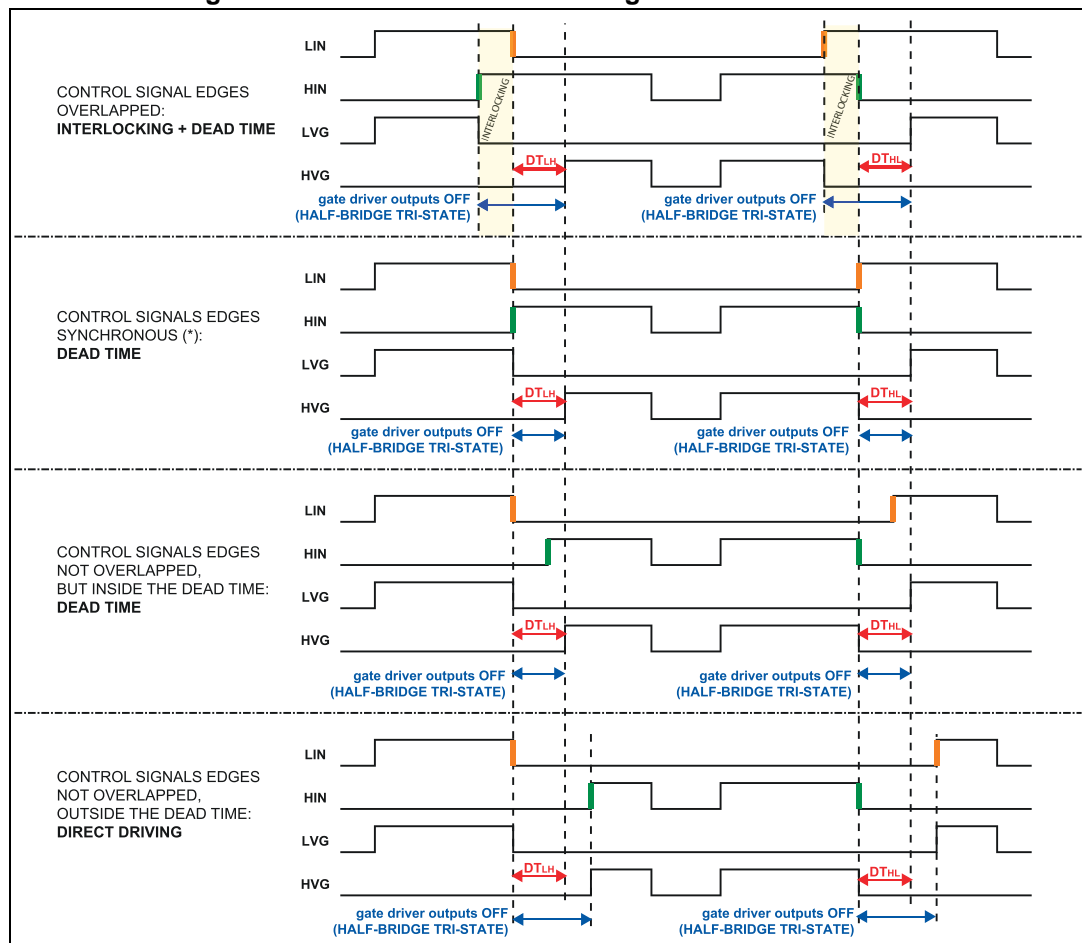 LIN
HIN
LVG
HVG
CONTROL SIGNAL EDGES
OVERLAPPED:
INTERLOCKING + DEAD TIME
INTERLOCKING
INTERLOCKING
DTLH
DTHL
gate driver outputs OFF
(HALF-BRIDGE TRI-STATE)
gate driver outputs OFF
(HALF-BRIDGE TRI-STATE)
LIN
HIN
LVG
HVG
CONTROL SIGNALS EDGES
SYNCHRONOUS (*):
DEAD TIME
DTLH
DTHL
gate driver outputs OFF
(HALF-BRIDGE TRI-STATE)
gate driver outputs OFF
(HALF-BRIDGE TRI-STATE)
LIN
HIN
LVG
HVG
CONTROL SIGNALS EDGES
NOT OVERLAPPED,
BUT INSIDE THE DEAD TIME:
DEAD TIME
DTLH
DTHL
gate driver outputs OFF
(HALF-BRIDGE TRI-STATE)
gate driver outputs OFF
(HALF-BRIDGE TRI-STATE)
LIN
HIN
LVG
HVG
CONTROL SIGNALS EDGES
NOT OVERLAPPED,
OUTSIDE THE DEAD TIME:
DIRECT DRIVING
DTLH
DTHL
gate driver outputs OFF
(HALF-BRIDGE TRI-STATE)
gate driver outputs OFF
(HALF-BRIDGE TRI-STATE)